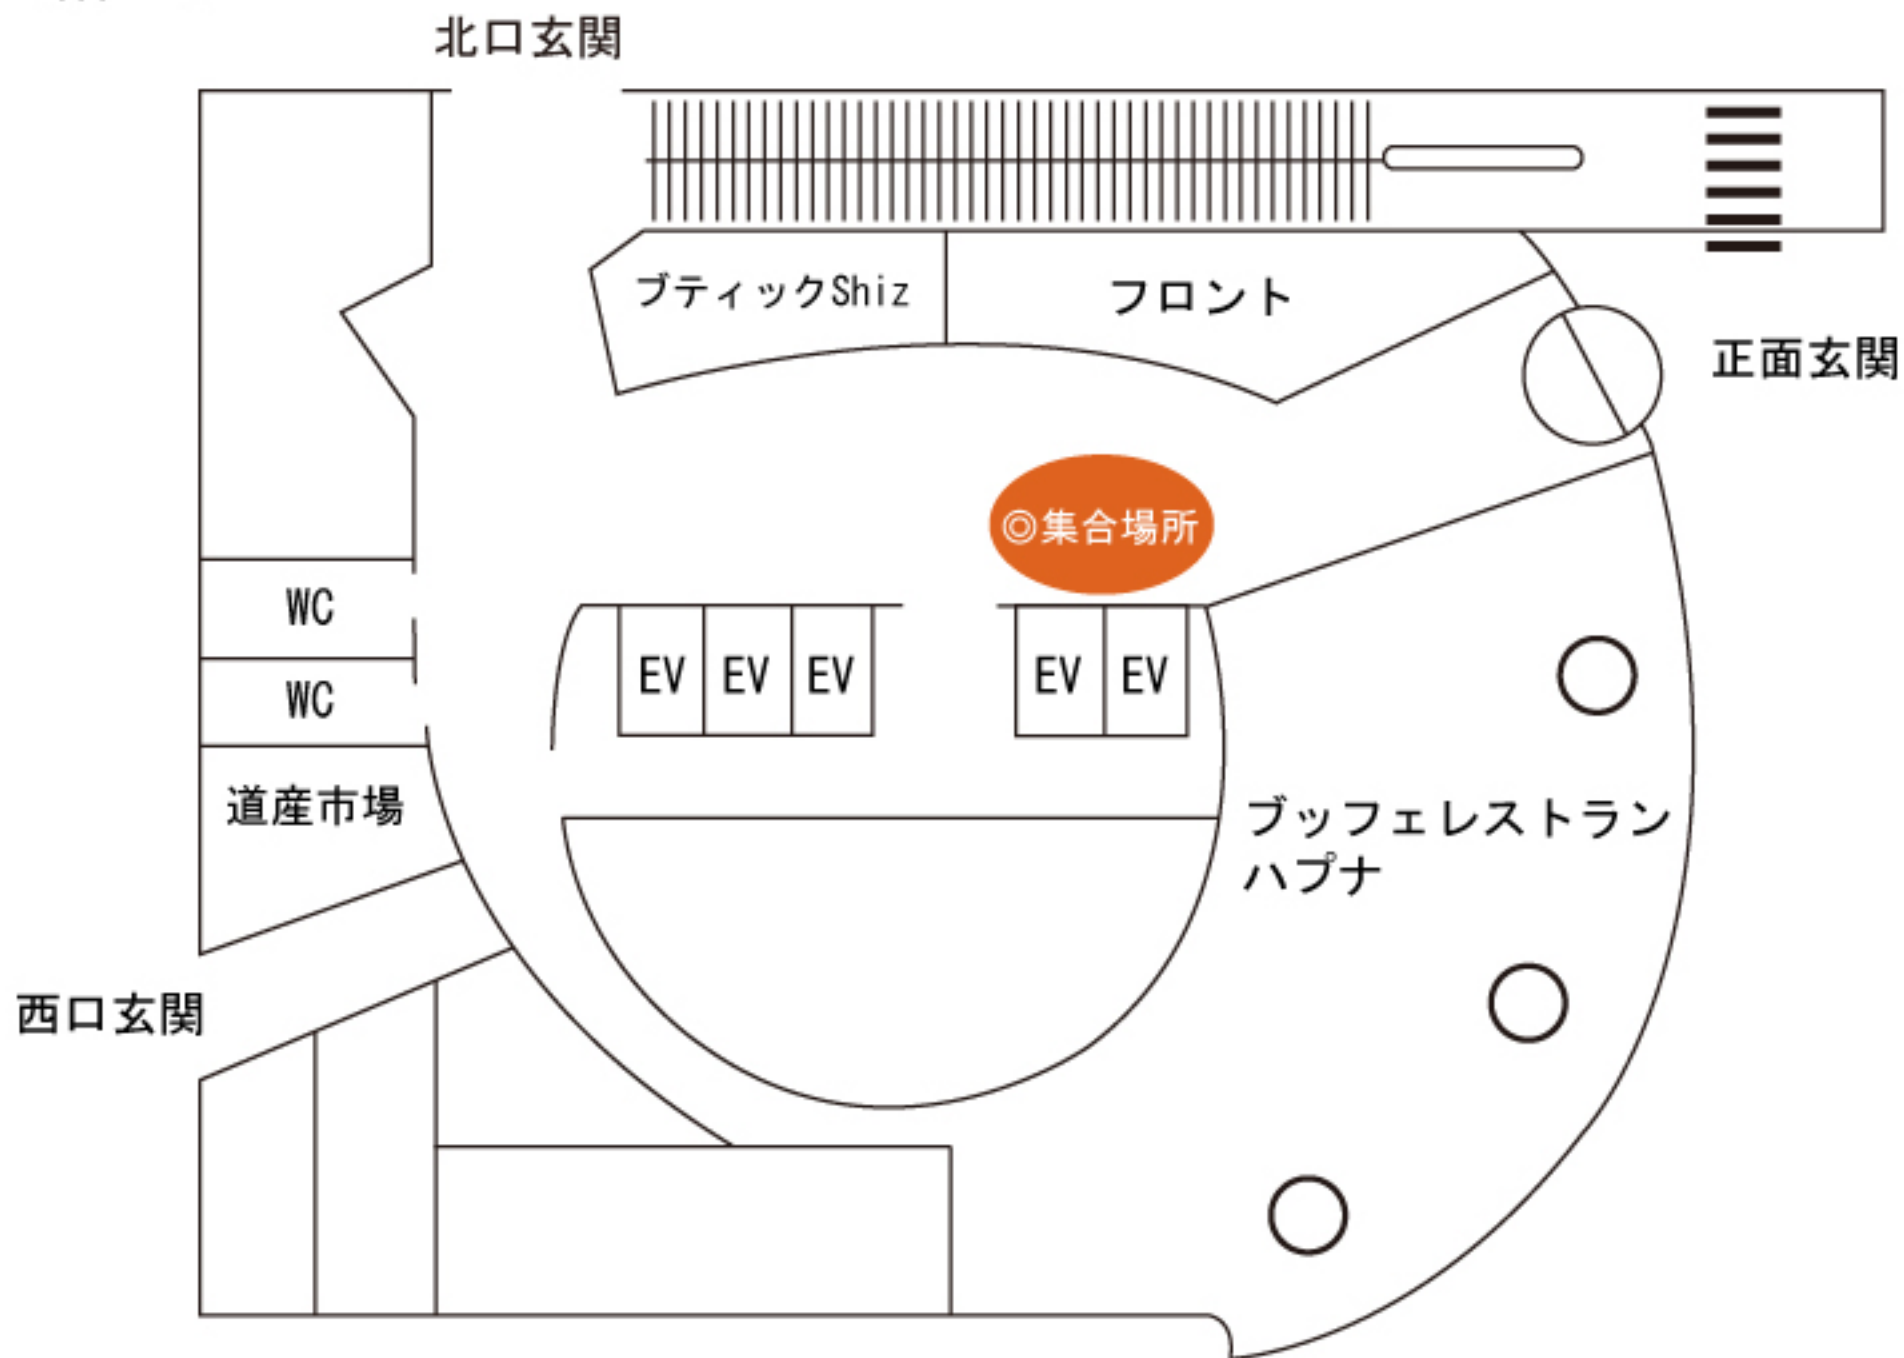 北口玄関
ブティックShiz
フロント
正面玄関
◎集合場所
WC
EV
EV
EV
EV
EV
WC
道産市場
ブッフェレストラン
ハプナ
西口玄関